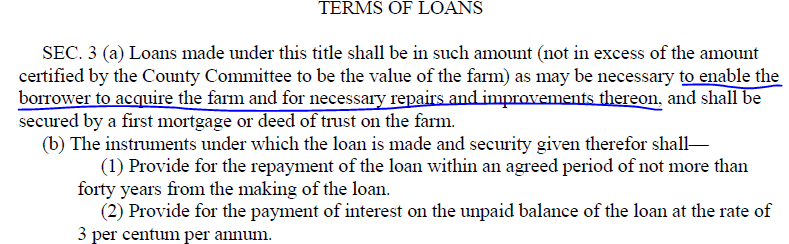 TERMS OF LOANS
SEC. 3 (a) Loans made under this title shall be in such amount (not in excess of the amount
certified by the County Committee to be the value of the farm) as may be necessary to enable the
borrower to acquire the farm and for necessary repairs and improvements thereon, and shall be
secured by a first mortgage or deed of trust on the farm.
(b) The instruments under which the loan is made and security given therefor shall—
(1) Provide for the repayment of the loan within an agreed period of not more than
forty years from the making of the loan.
(2) Provide for the payment of interest on the unpaid balance of the loan at the rate of
3 per centum per annum.